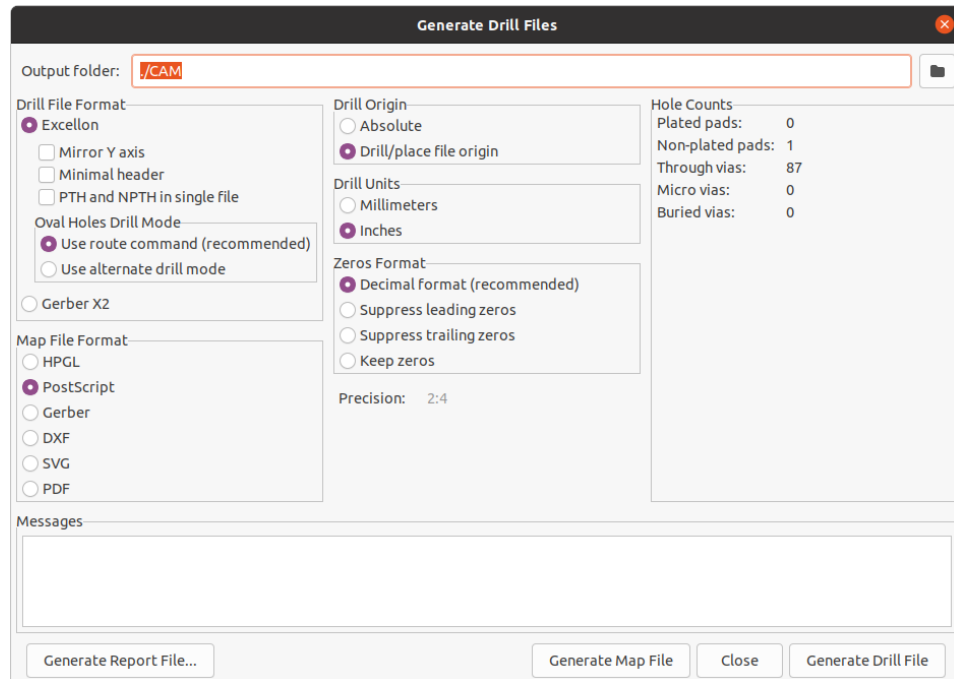 Generate Drill Files
Output folder: ./CAM
Drill File Format
Excellon
Mirror Y axis
Minimal header
PTH and NPTH in single file
Oval Holes Drill Mode
Use route command (recommended)
Use alternate drill mode
Gerber X2
Map File Format
HPGL
PostScript
Gerber
DXF
SVG
PDF
Drill Origin
Absolute
Drill/place file origin
Drill Units
Millimeters
Inches
Zeros Format
Decimal format (recommended)
Suppress leading zeros
Suppress trailing zeros
Keep zeros
Precision: 2:4
Hole Counts
Plated pads: 0
Non-plated pads: 1
Through vias: 87
Micro vias: 0
Buried vias: 0
Messages
Generate Report File...
Generate Map File
Close
Generate Drill File